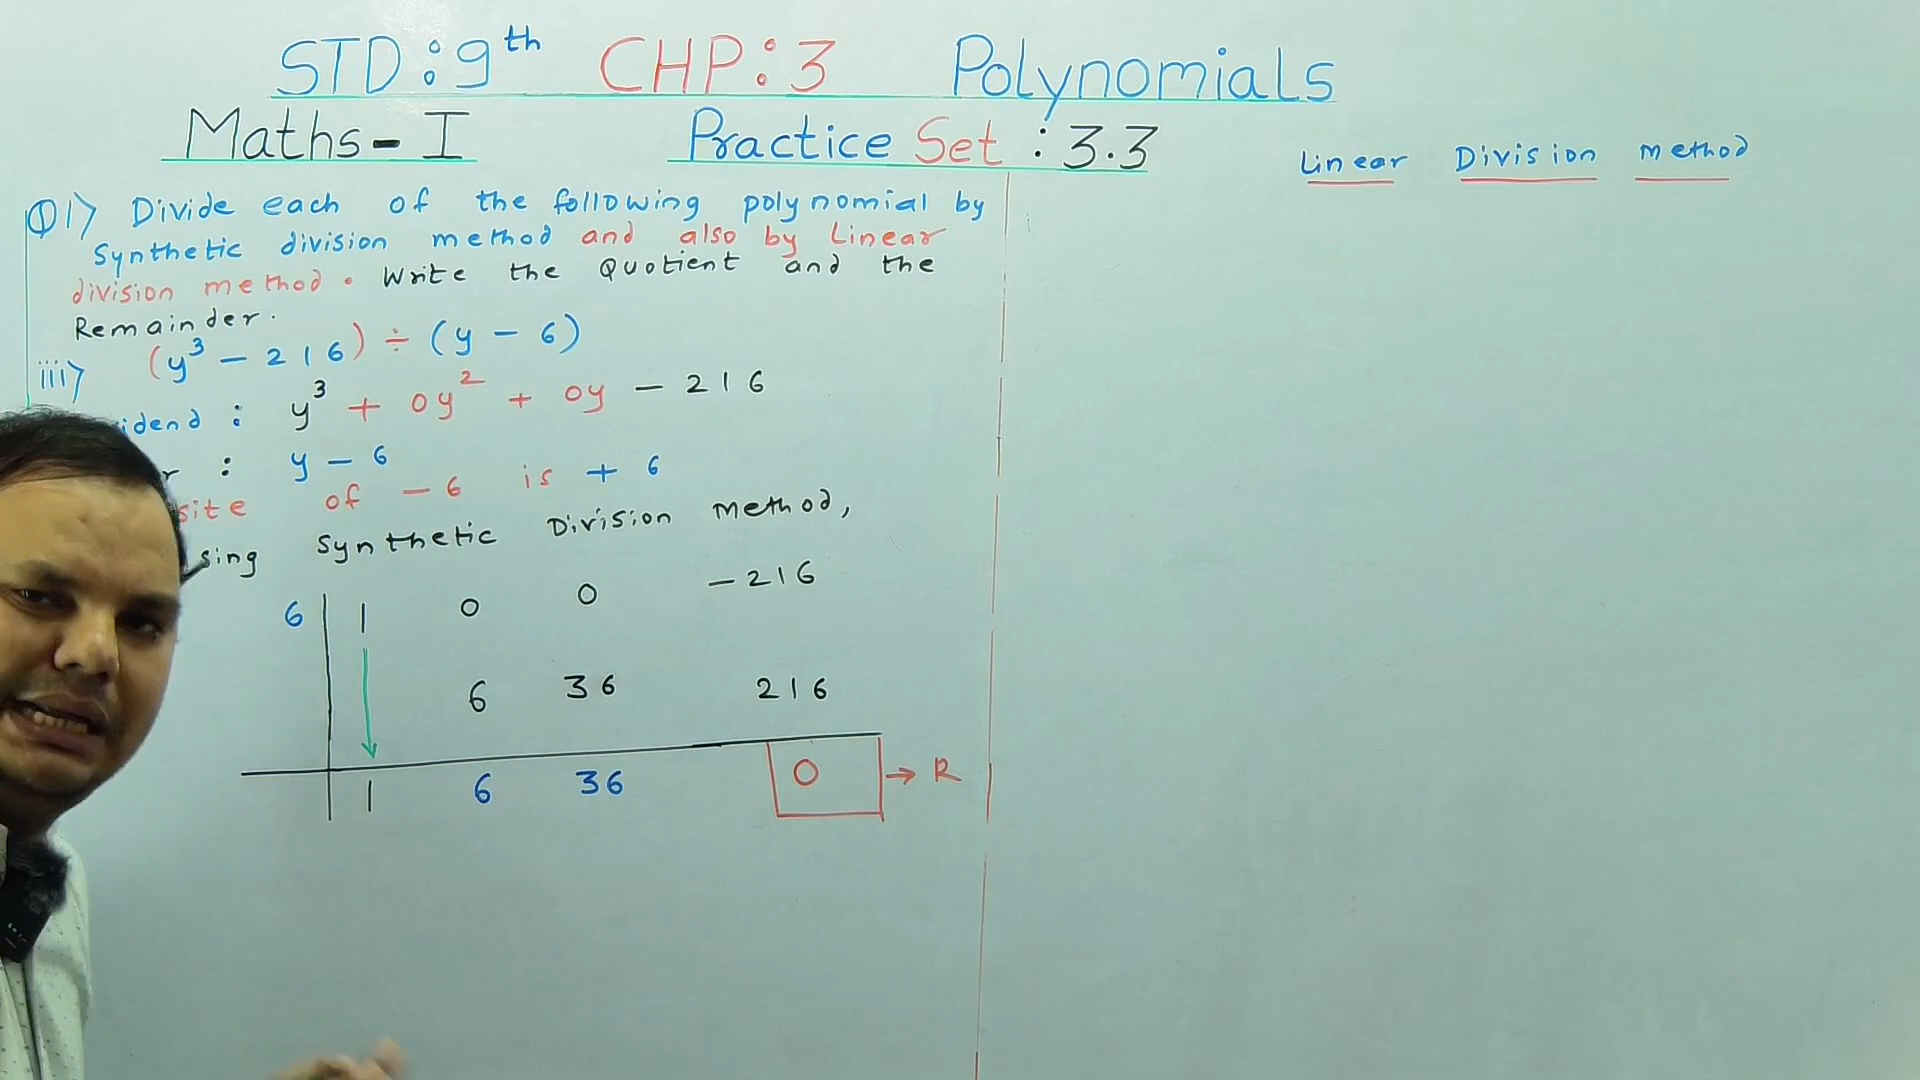 STD : 9th CHP : 3 Polynomials
Maths - I Practice Set : 3.3
Q1) Divide each of the following polynomial by
Synthetic division method and also by Linear
division method. Write the Quotient and the
Remainder.
iii) (y³ - 216) ÷ (y - 6)
idend : y³ + 0y² + 0y - 216
r : y - 6
site of - 6 is + 6
sing Synthetic Division Method,
6 1 0 0 - 216
6 36 216
1 6 36 0 → R
Linear Division Method